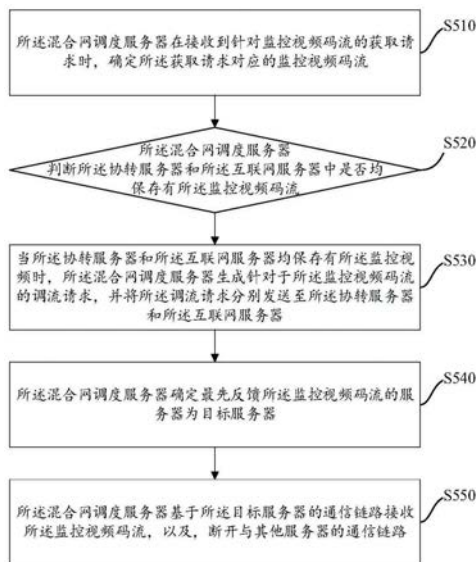 S510
所述混合网调度服务器在接收到针对监控视频码流的获取请
求时，确定所述获取请求对应的监控视频码流
S520
所述混合网调度服务器
判断所述协转服务器和所述互联网服务器中是否均
保存有所述监控视频码流
S530
当所述协转服务器和所述互联网服务器均保存有所述监控视
频时，所述混合网调度服务器生成针对于所述监控视频码流
的调流请求，并将所述调流请求分别发送至所述协转服务器
和所述互联网服务器
S540
所述混合网调度服务器确定最先反馈所述监控视频码流的服
务器为目标服务器
S550
所述混合网调度服务器基于所述目标服务器的通信链路接收
所述监控视频码流，以及，断开与其他服务器的通信链路